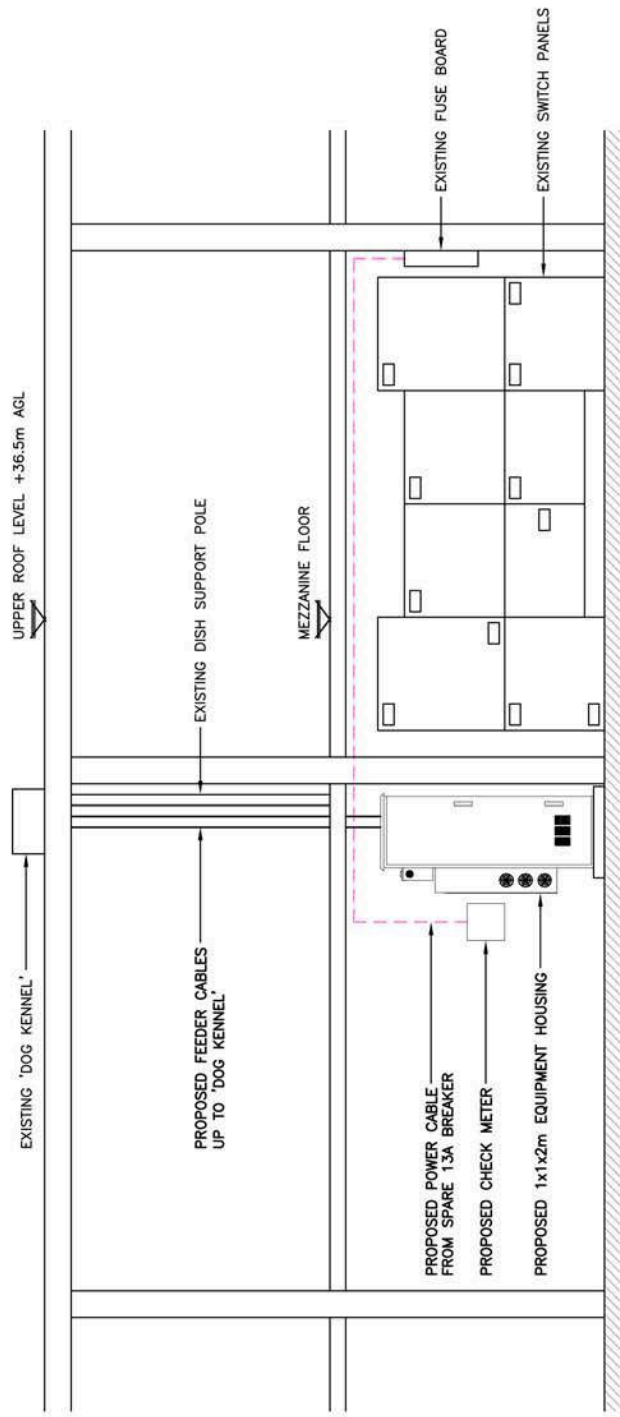 UPPER ROOF LEVEL +36.5m AGL
EXISTING 'DOG KENNEL'
EXISTING DISH SUPPORT POLE
PROPOSED FEEDER CABLES
UP TO 'DOG KENNEL'
MEZZANINE FLOOR
EXISTING FUSE BOARD
PROPOSED POWER CABLE
FROM SPARE 13A BREAKER
PROPOSED CHECK METER
PROPOSED 1x1x2m EQUIPMENT HOUSING
EXISTING SWITCH PANELS